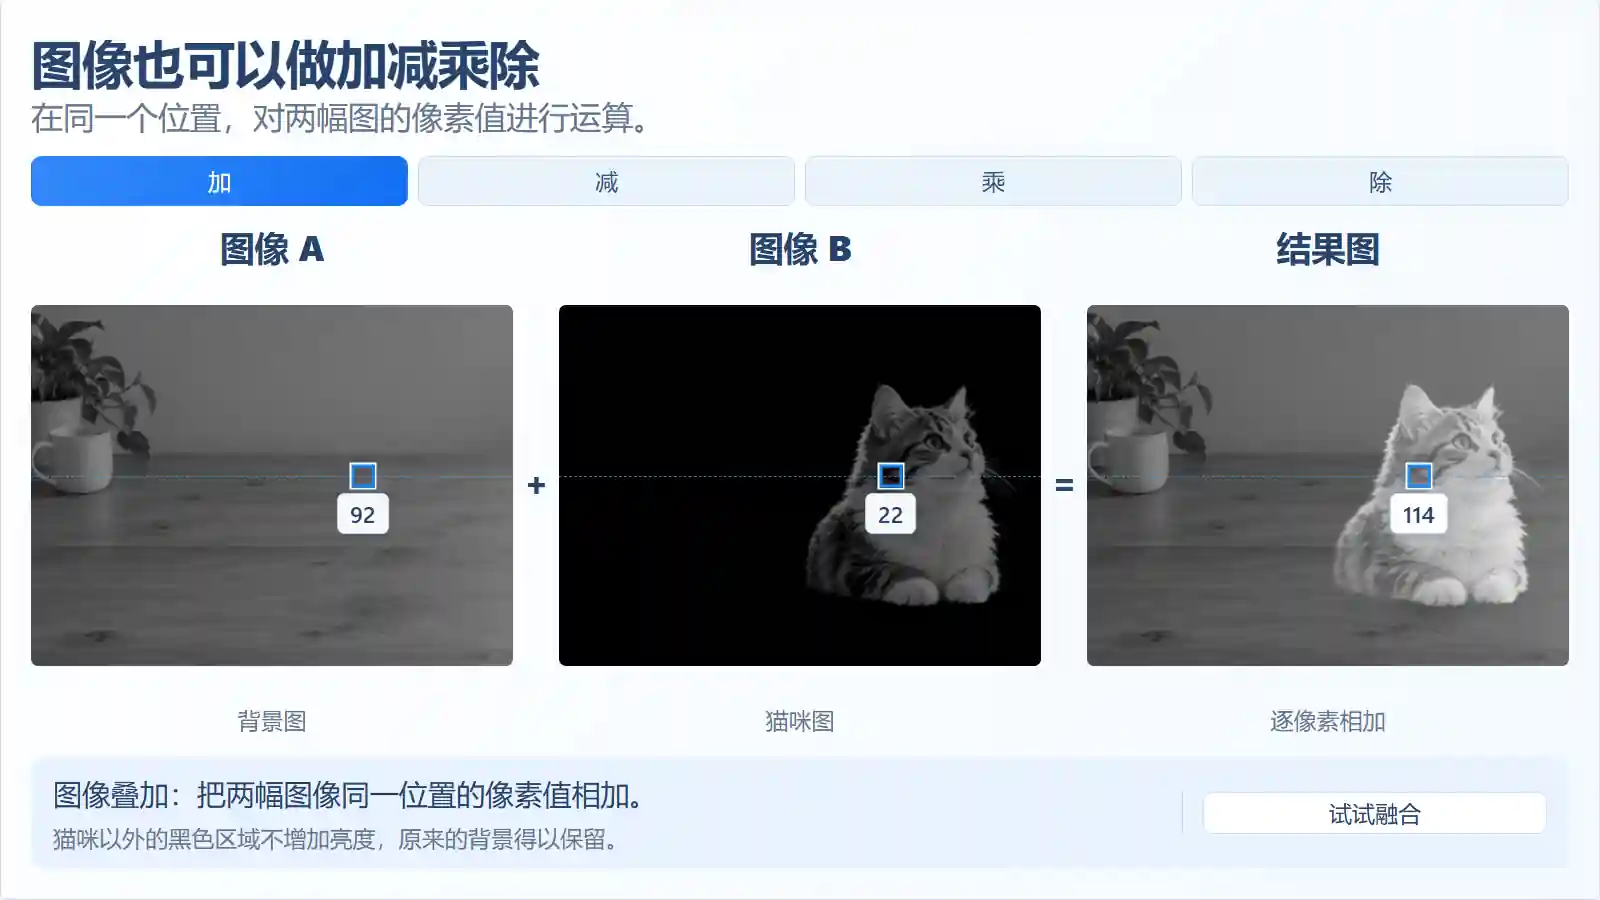 图像也可以做加减乘除
在同一个位置，对两幅图的像素值进行运算。
加
减
乘
除
图像 A
图像 B
结果图
92
+
22
=
114
背景图
猫咪图
逐像素相加
图像叠加：把两幅图像同一位置的像素值相加。
猫咪以外的黑色区域不增加亮度，原来的背景得以保留。
试试融合